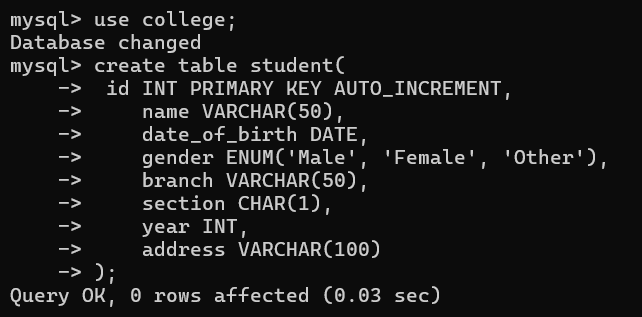 mysql> use college;
Database changed
mysql> create table student(
    ->  id INT PRIMARY KEY AUTO_INCREMENT,
    ->     name VARCHAR(50),
    ->     date_of_birth DATE,
    ->     gender ENUM('Male', 'Female', 'Other'),
    ->     branch VARCHAR(50),
    ->     section CHAR(1),
    ->     year INT,
    ->     address VARCHAR(100)
    -> );
Query OK, 0 rows affected (0.03 sec)